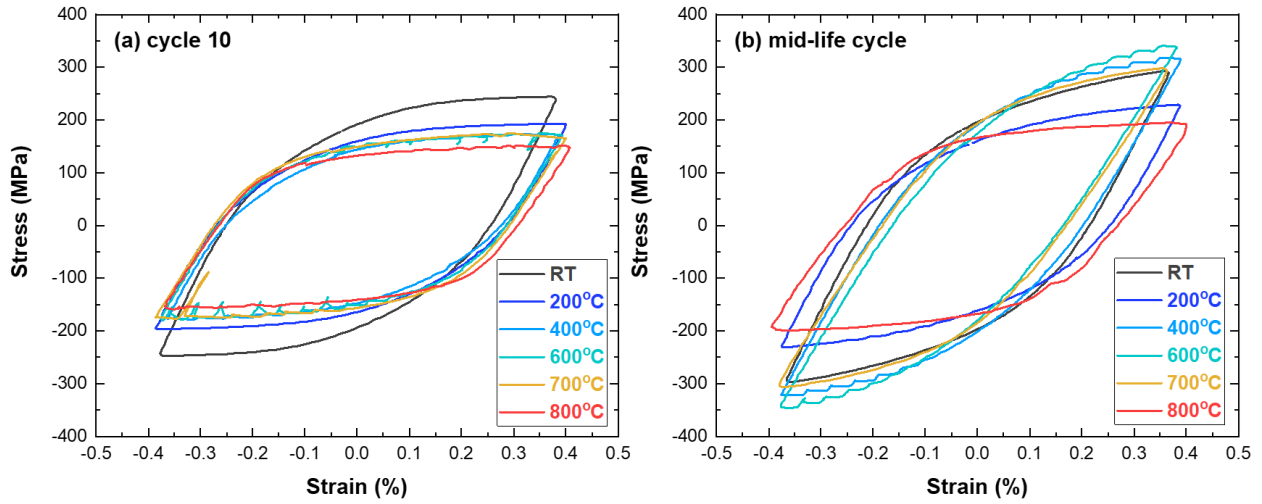 (a) cycle 10
400
300
200
100
0
-100
-200
-300
-400
Stress (MPa)
-0.5 -0.4 -0.3 -0.2 -0.1 0.0 0.1 0.2 0.3 0.4 0.5
Strain (%)
RT
200°C
400°C
600°C
700°C
800°C
(b) mid-life cycle
400
300
200
100
0
-100
-200
-300
-400
Stress (MPa)
-0.5 -0.4 -0.3 -0.2 -0.1 0.0 0.1 0.2 0.3 0.4 0.5
Strain (%)
RT
200°C
400°C
600°C
700°C
800°C